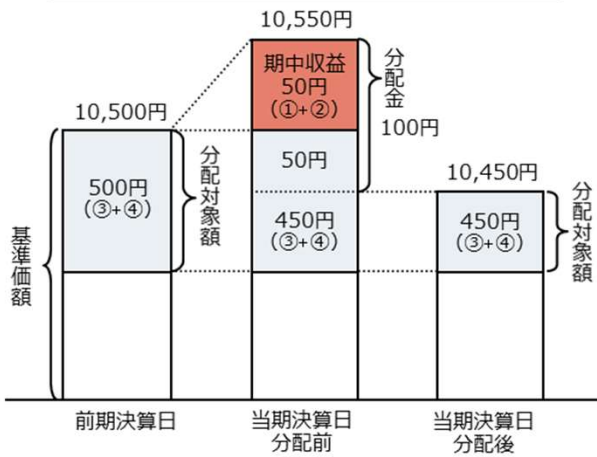 10,550円
期中収益
50円
(①+②)
分配金
100円
10,500円
50円
10,450円
500円
(③+④)
分配対象額
450円
(③+④)
450円
(③+④)
分配対象額
基準価額
前期決算日
当期決算日
分配前
当期決算日
分配後